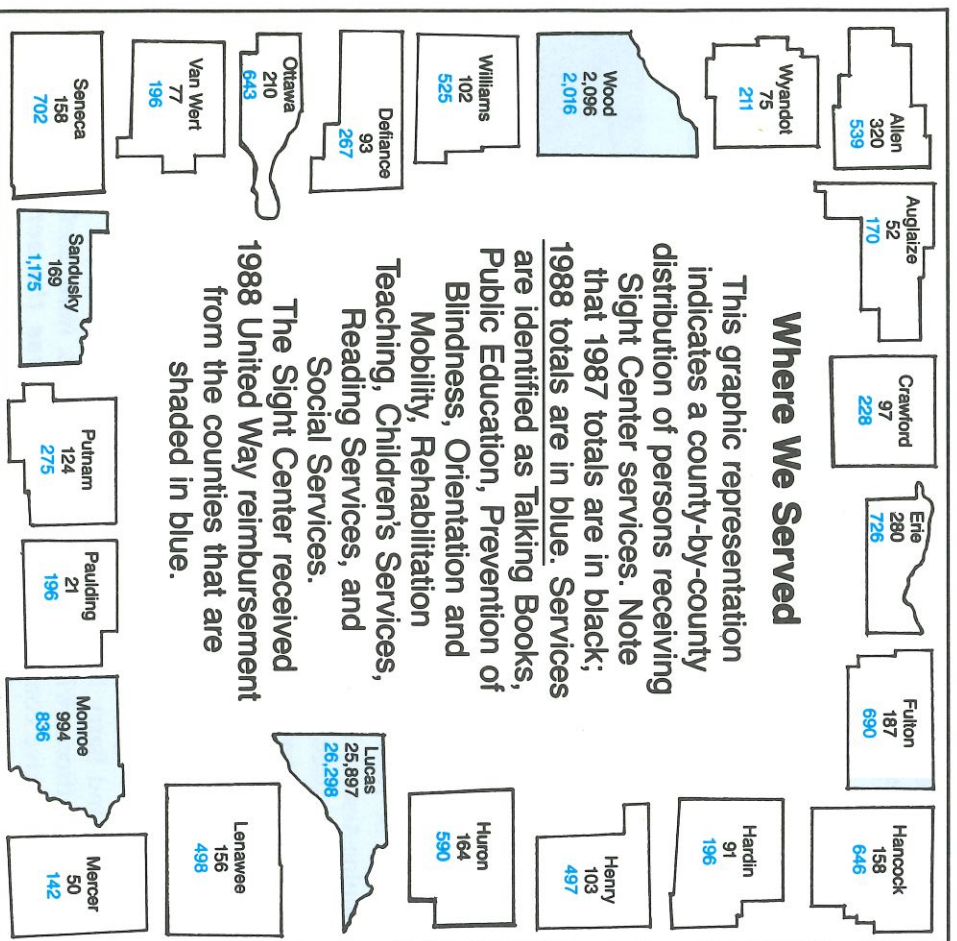 Allen
320
539
Auglaize
52
170
Crawford
97
228
Erie
280
726
Fulton
187
690
Hancock
158
646
Hardin
91
196
Henry
103
497
Huron
164
590
Lucas
25,897
26,298
Lenawee
156
498
Mercer
50
142
Monroe
994
836
Paulding
21
196
Putnam
124
275
Sandusky
169
1,175
Seneca
158
702
Van Wert
77
196
Ottawa
210
643
Defiance
93
267
Williams
102
525
Wood
2,096
2,016
Wyandot
75
211
Where We Served
This graphic representation
indicates a county-by-county
distribution of persons receiving
Sight Center services. Note
that 1987 totals are in black;
1988 totals are in blue. Services
are identified as Talking Books,
Public Education, Prevention of
Blindness, Orientation and
Mobility, Rehabilitation
Teaching, Children's Services,
Reading Services, and
Social Services.
The Sight Center received
1988 United Way reimbursement
from the counties that are
shaded in blue.